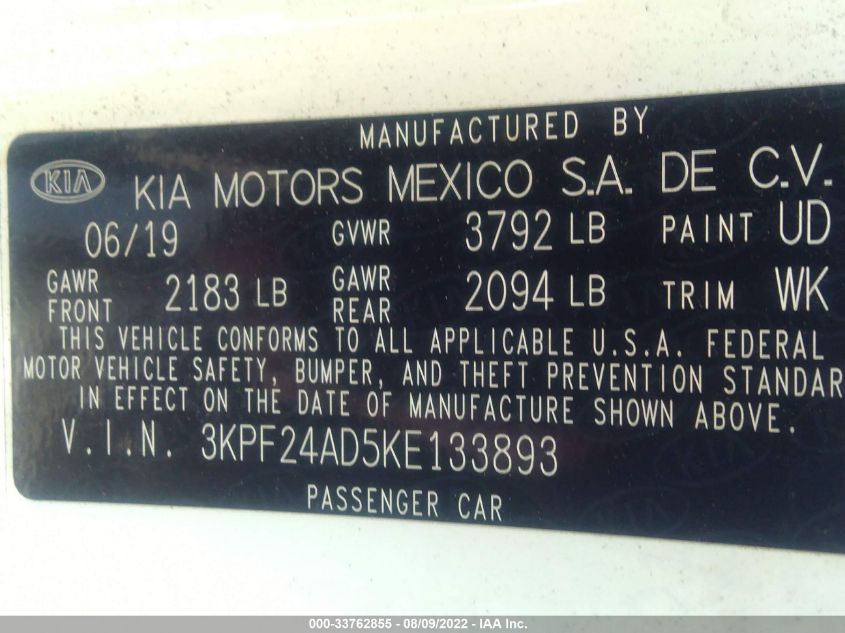 MANUFACTURED BY
KIA KIA MOTORS MEXICO S.A. DE C.V.
06/19 GVWR 3792 LB PAINT UD
GAWR FRONT 2183 LB GAWR REAR 2094 LB TRIM WK
THIS VEHICLE CONFORMS TO ALL APPLICABLE U.S.A. FEDERAL
MOTOR VEHICLE SAFETY, BUMPER, AND THEFT PREVENTION STANDAR
IN EFFECT ON THE DATE OF MANUFACTURE SHOWN ABOVE.
V.I.N. 3KPF24AD5KE133893
PASSENGER CAR
000-33762855 - 08/09/2022 - IAA Inc.